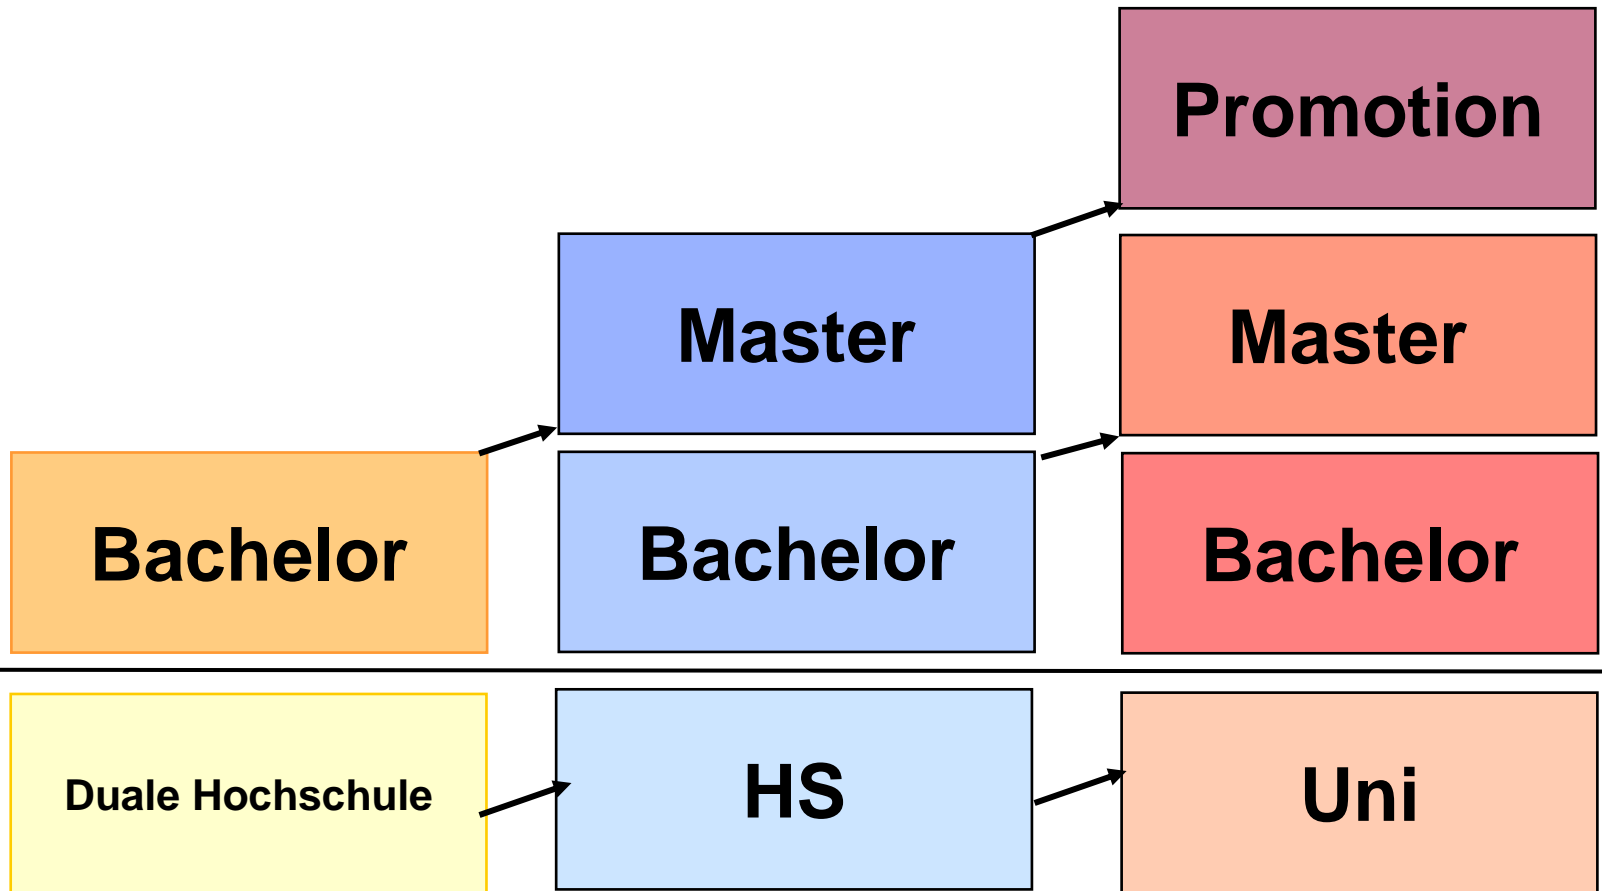 Promotion
Master
Master
Bachelor
Bachelor
Bachelor
Duale Hochschule
HS
Uni